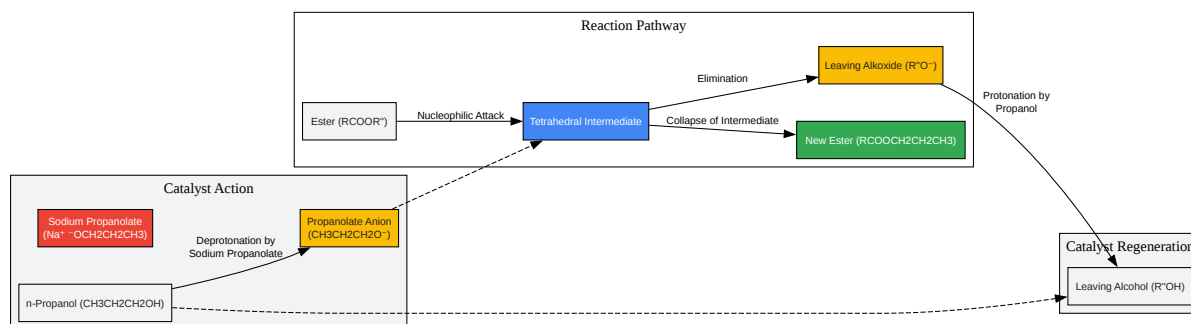 Reaction Pathway
Leaving Alkoxide (R"O⁻)
Elimination
Protonation by
Propanol
Ester (RCOOR")
Nucleophilic Attack
Tetrahedral Intermediate
Collapse of Intermediate
New Ester (RCOOCH2CH2CH3)
Catalyst Action
Sodium Propanolate
(Na⁺ ⁻OCH2CH2CH3)
Propanolate Anion
(CH3CH2CH2O⁻)
Deprotonation by
Sodium Propanolate
n-Propanol (CH3CH2CH2OH)
Catalyst Regeneration
Leaving Alcohol (R"OH)